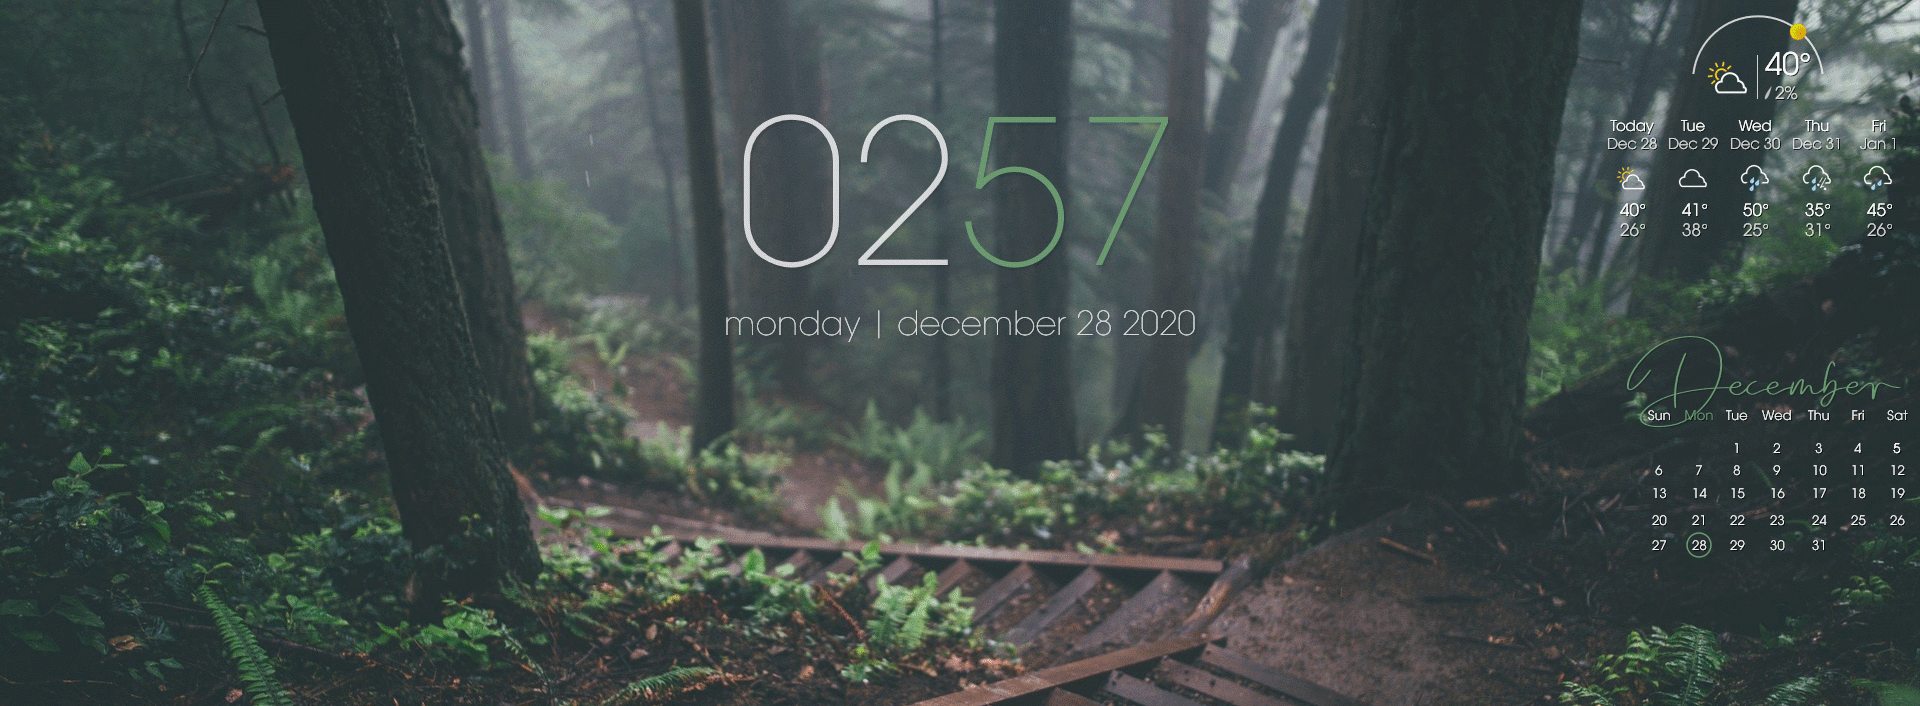 0257
monday | december 28 2020
40°
2%
Today Tue Wed Thu Fri
Dec 28 Dec 29 Dec 30 Dec 31 Jan 1
40° 41° 50° 35° 45°
26° 38° 25° 31° 26°
December
Sun Mon Tue Wed Thu Fri Sat
1 2 3 4 5
6 7 8 9 10 11 12
13 14 15 16 17 18 19
20 21 22 23 24 25 26
27 28 29 30 31